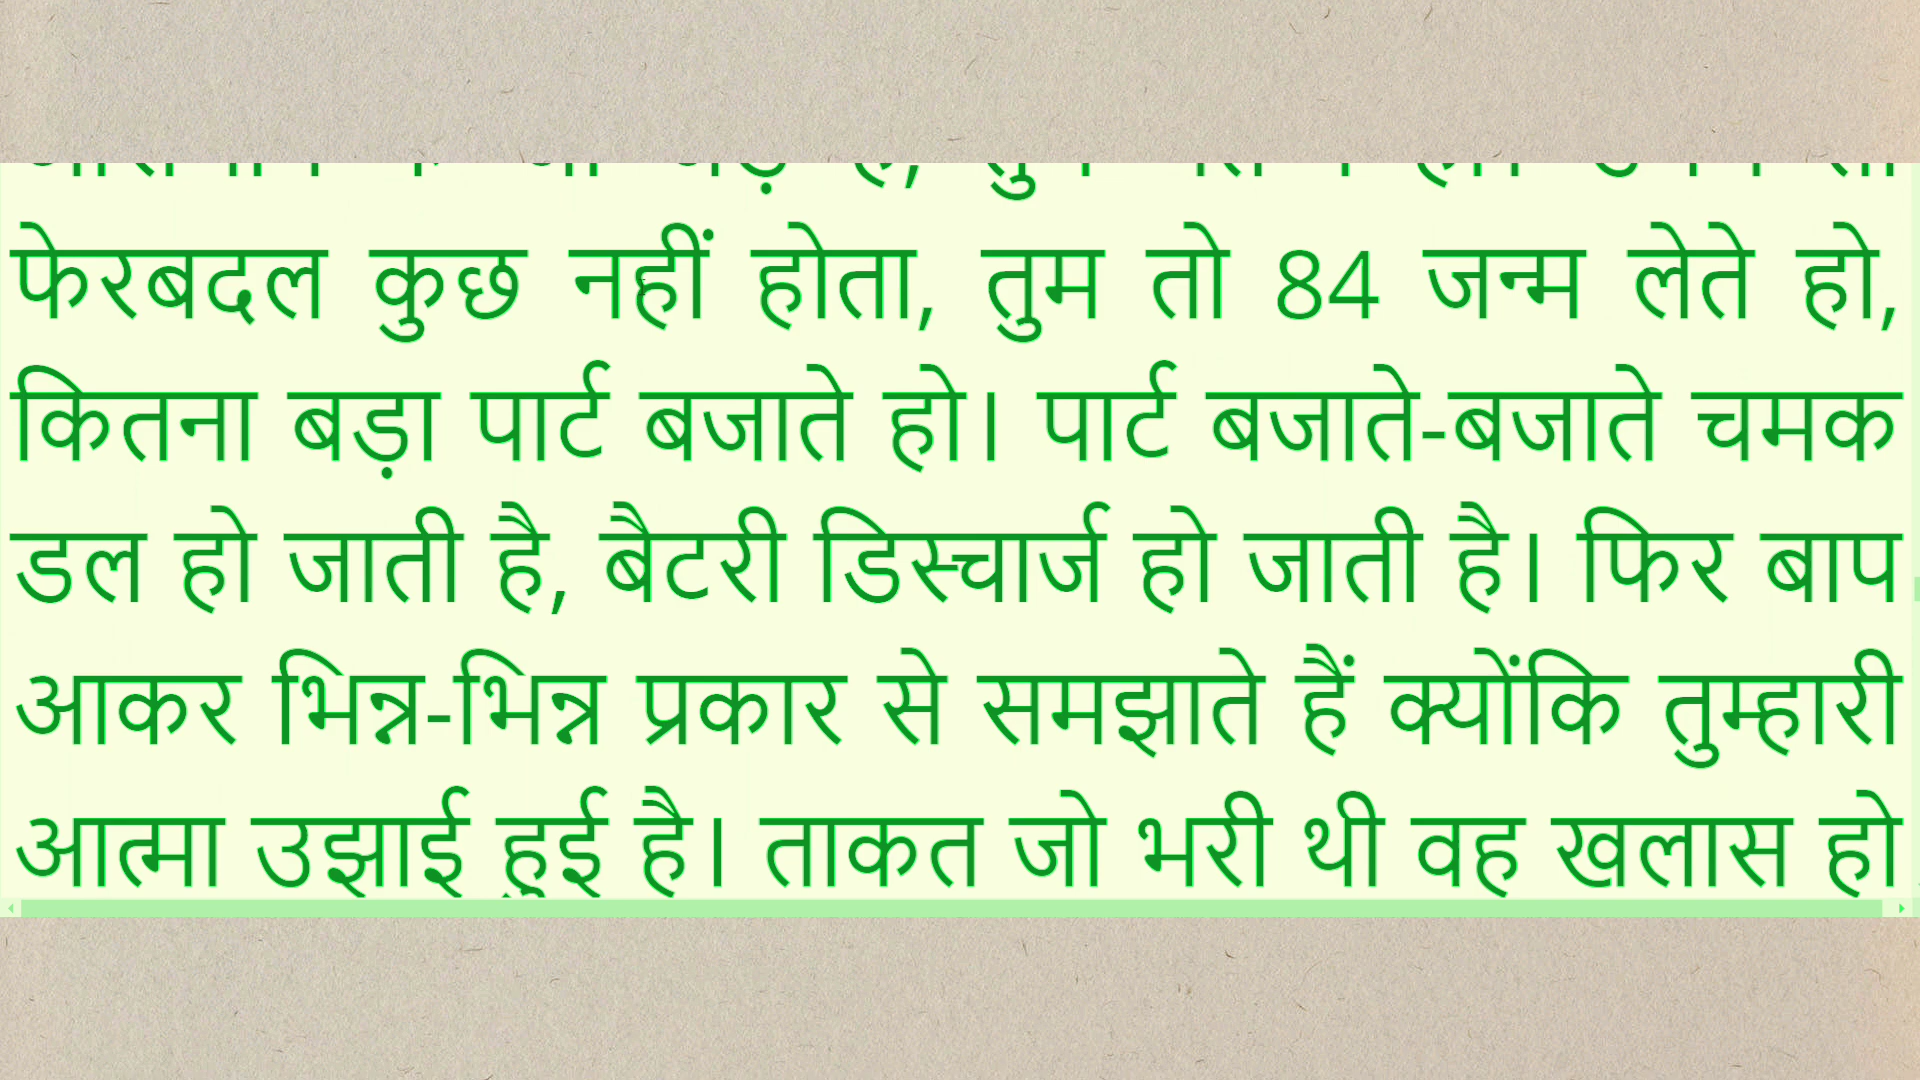 फेरबदल कुछ नहीं होता, तुम तो 84 जन्म लेते हो,
कितना बड़ा पार्ट बजाते हो। पार्ट बजाते-बजाते चमक
डल हो जाती है, बैटरी डिस्चार्ज हो जाती है। फिर बाप
आकर भिन्न-भिन्न प्रकार से समझाते हैं क्योंकि तुम्हारी
आत्मा उझाई हुई है। ताकत जो भरी थी वह खलास हो